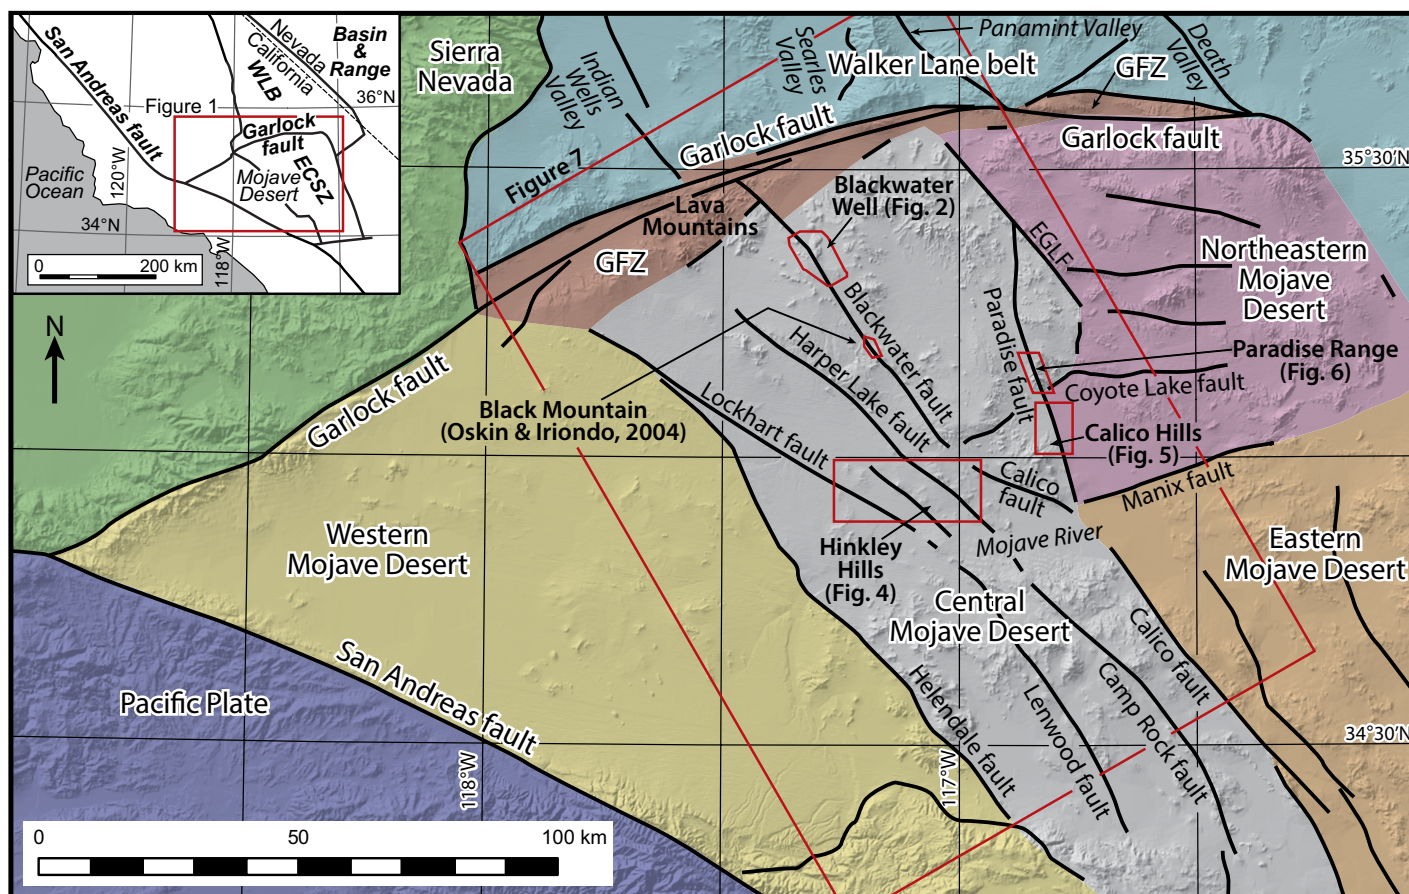 San Andreas fault
Nevada
California
Basin
& Range
WLB
Figure 1
36°N
Garlock
fault
ECSZ
Mojave
Desert
120°W
Pacific
Ocean
34°N
118°W
0
200 km
N
Sierra
Nevada
Indian
Wells
Valley
Searles
Valley
Panamint Valley
Walker Lane belt
Death
Valley
GFZ
Garlock fault
Garlock fault
35°30'N
Figure 7
Blackwater
Well (Fig. 2)
Lava
Mountains
GFZ
EGLF
Northeastern
Mojave
Desert
Blackwater fault
Paradise fault
Harper Lake fault
Paradise Range
(Fig. 6)
Coyote Lake fault
Garlock fault
Lockhart fault
Black Mountain
(Oskin & Iriondo, 2004)
Calico Hills
(Fig. 5)
Calico
fault
Manix fault
Mojave River
Western
Mojave Desert
Hinkley
Hills
(Fig. 4)
Eastern
Mojave Desert
Central
Mojave Desert
Calico fault
Camp Rock fault
Lenwood fault
Helendale fault
San Andreas fault
Pacific Plate
34°30'N
118°W
117°W
0
50
100 km